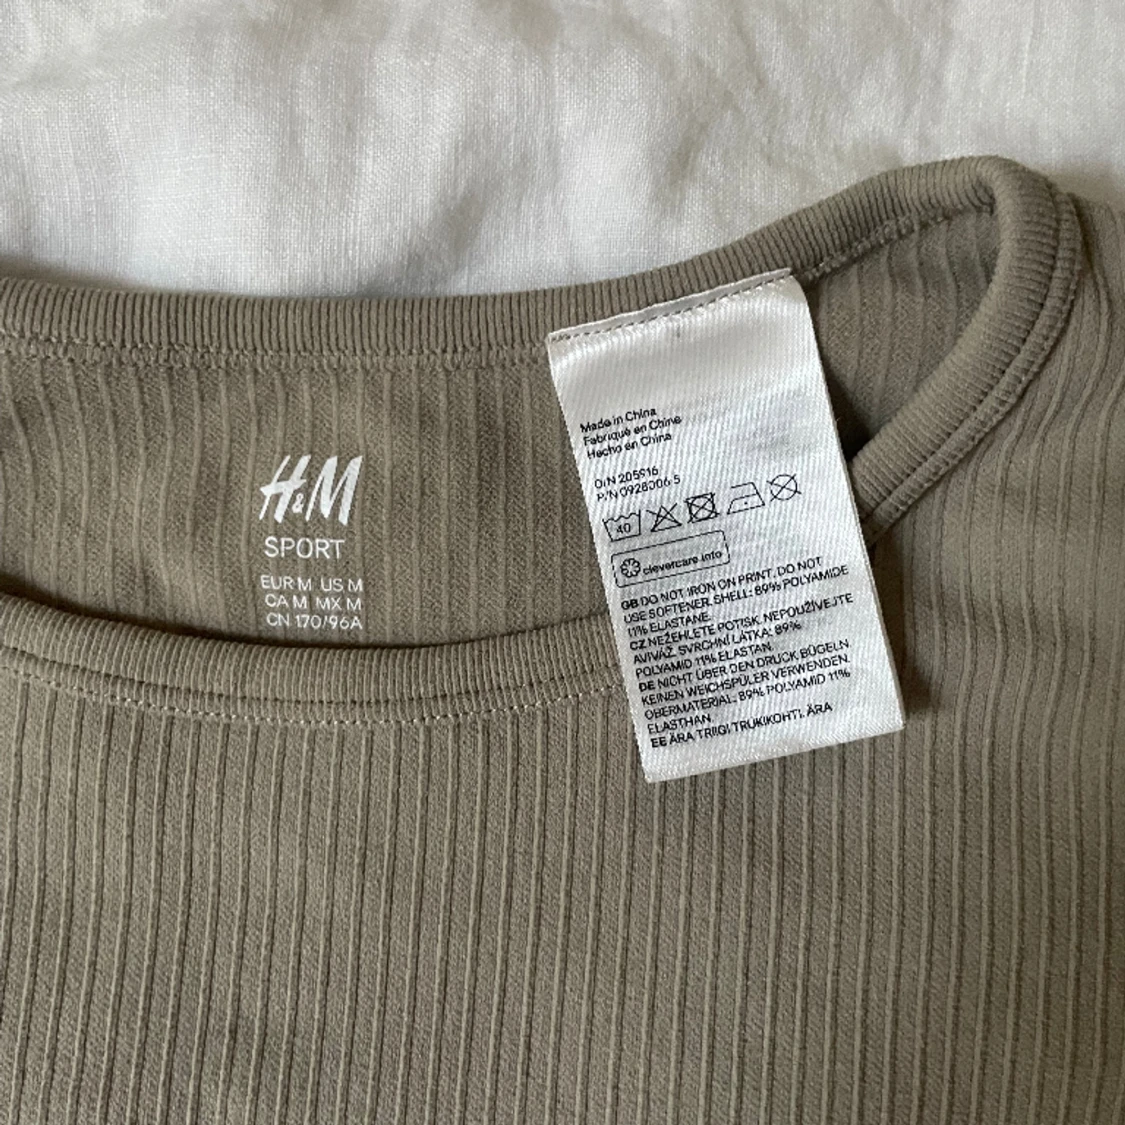 H&M
SPORT
EUR M US M
CA M MX M
CN 170/96A
Made in China
Fabriqué en Chine
Hecho en China
O/N 205916
P/N 0928006 5
40
clevercare.info
GB DO NOT IRON ON PRINT. DO NOT
USE SOFTENER. SHELL: 89% POLYAMIDE
11% ELASTANE.
CZ NEŽEHLETE POTISK. NEPOUŽÍVEJTE
AVIVÁŽ. SVRCHNÍ LÁTKA: 89%
POLYAMID 11% ELASTAN.
DE NICHT ÜBER DEN DRUCK BÜGELN.
KEINEN WEICHSPÜLER VERWENDEN.
OBERMATERIAL: 89% POLYAMID 11%
ELASTHAN.
EE ÄRA TRIIGI TRÜKIKOHTI. ÄRA